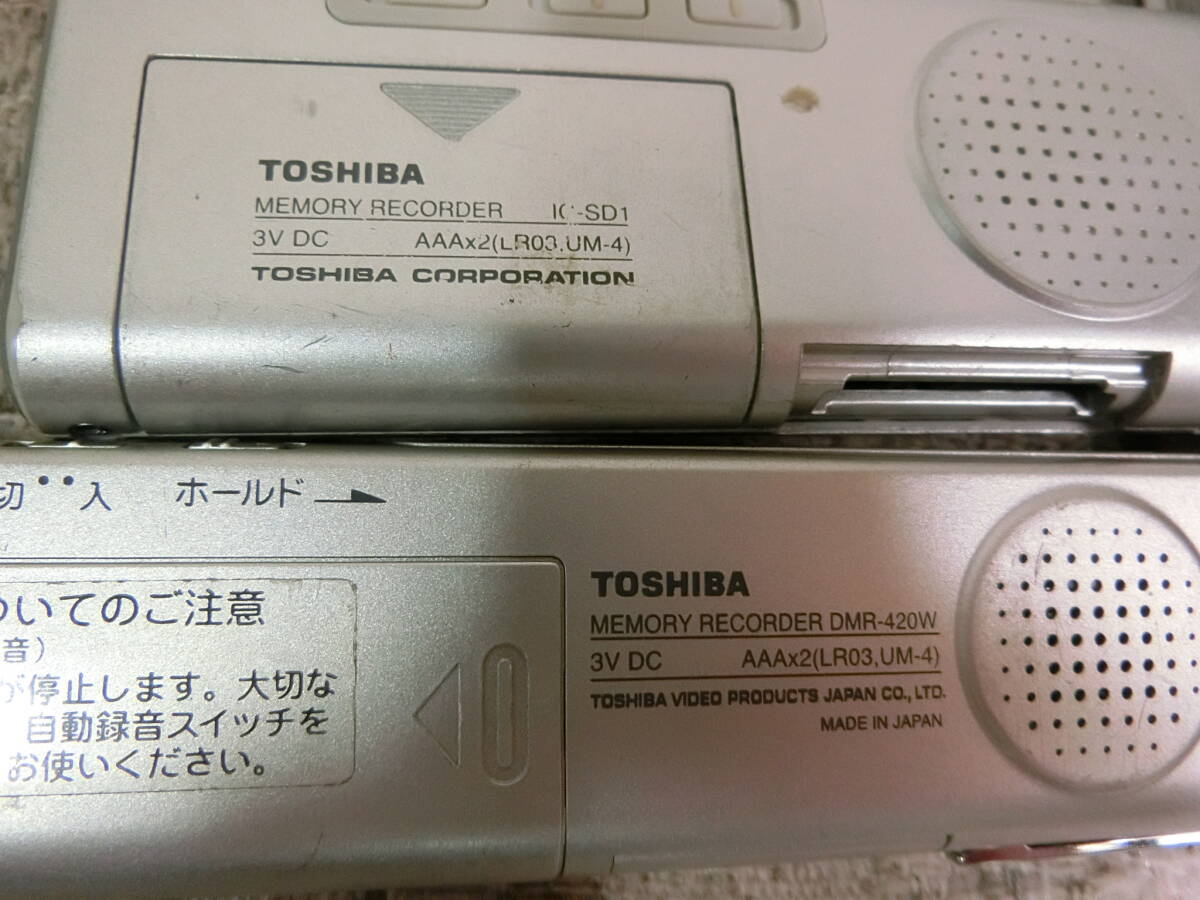 TOSHIBA
MEMORY RECORDER
3V DC AAAx2(LR03,UM-4)
TOSHIBA CORPORATION
切 入 ホールド
ついてのご注意
音)
が停止します。大切な
自動録音スイッチを
お使いください。
TOSHIBA
MEMORY RECORDER DMR-420W
3V DC AAAx2(LR03,UM-4)
TOSHIBA VIDEO PRODUCTS JAPAN CO., LTD.
MADE IN JAPAN